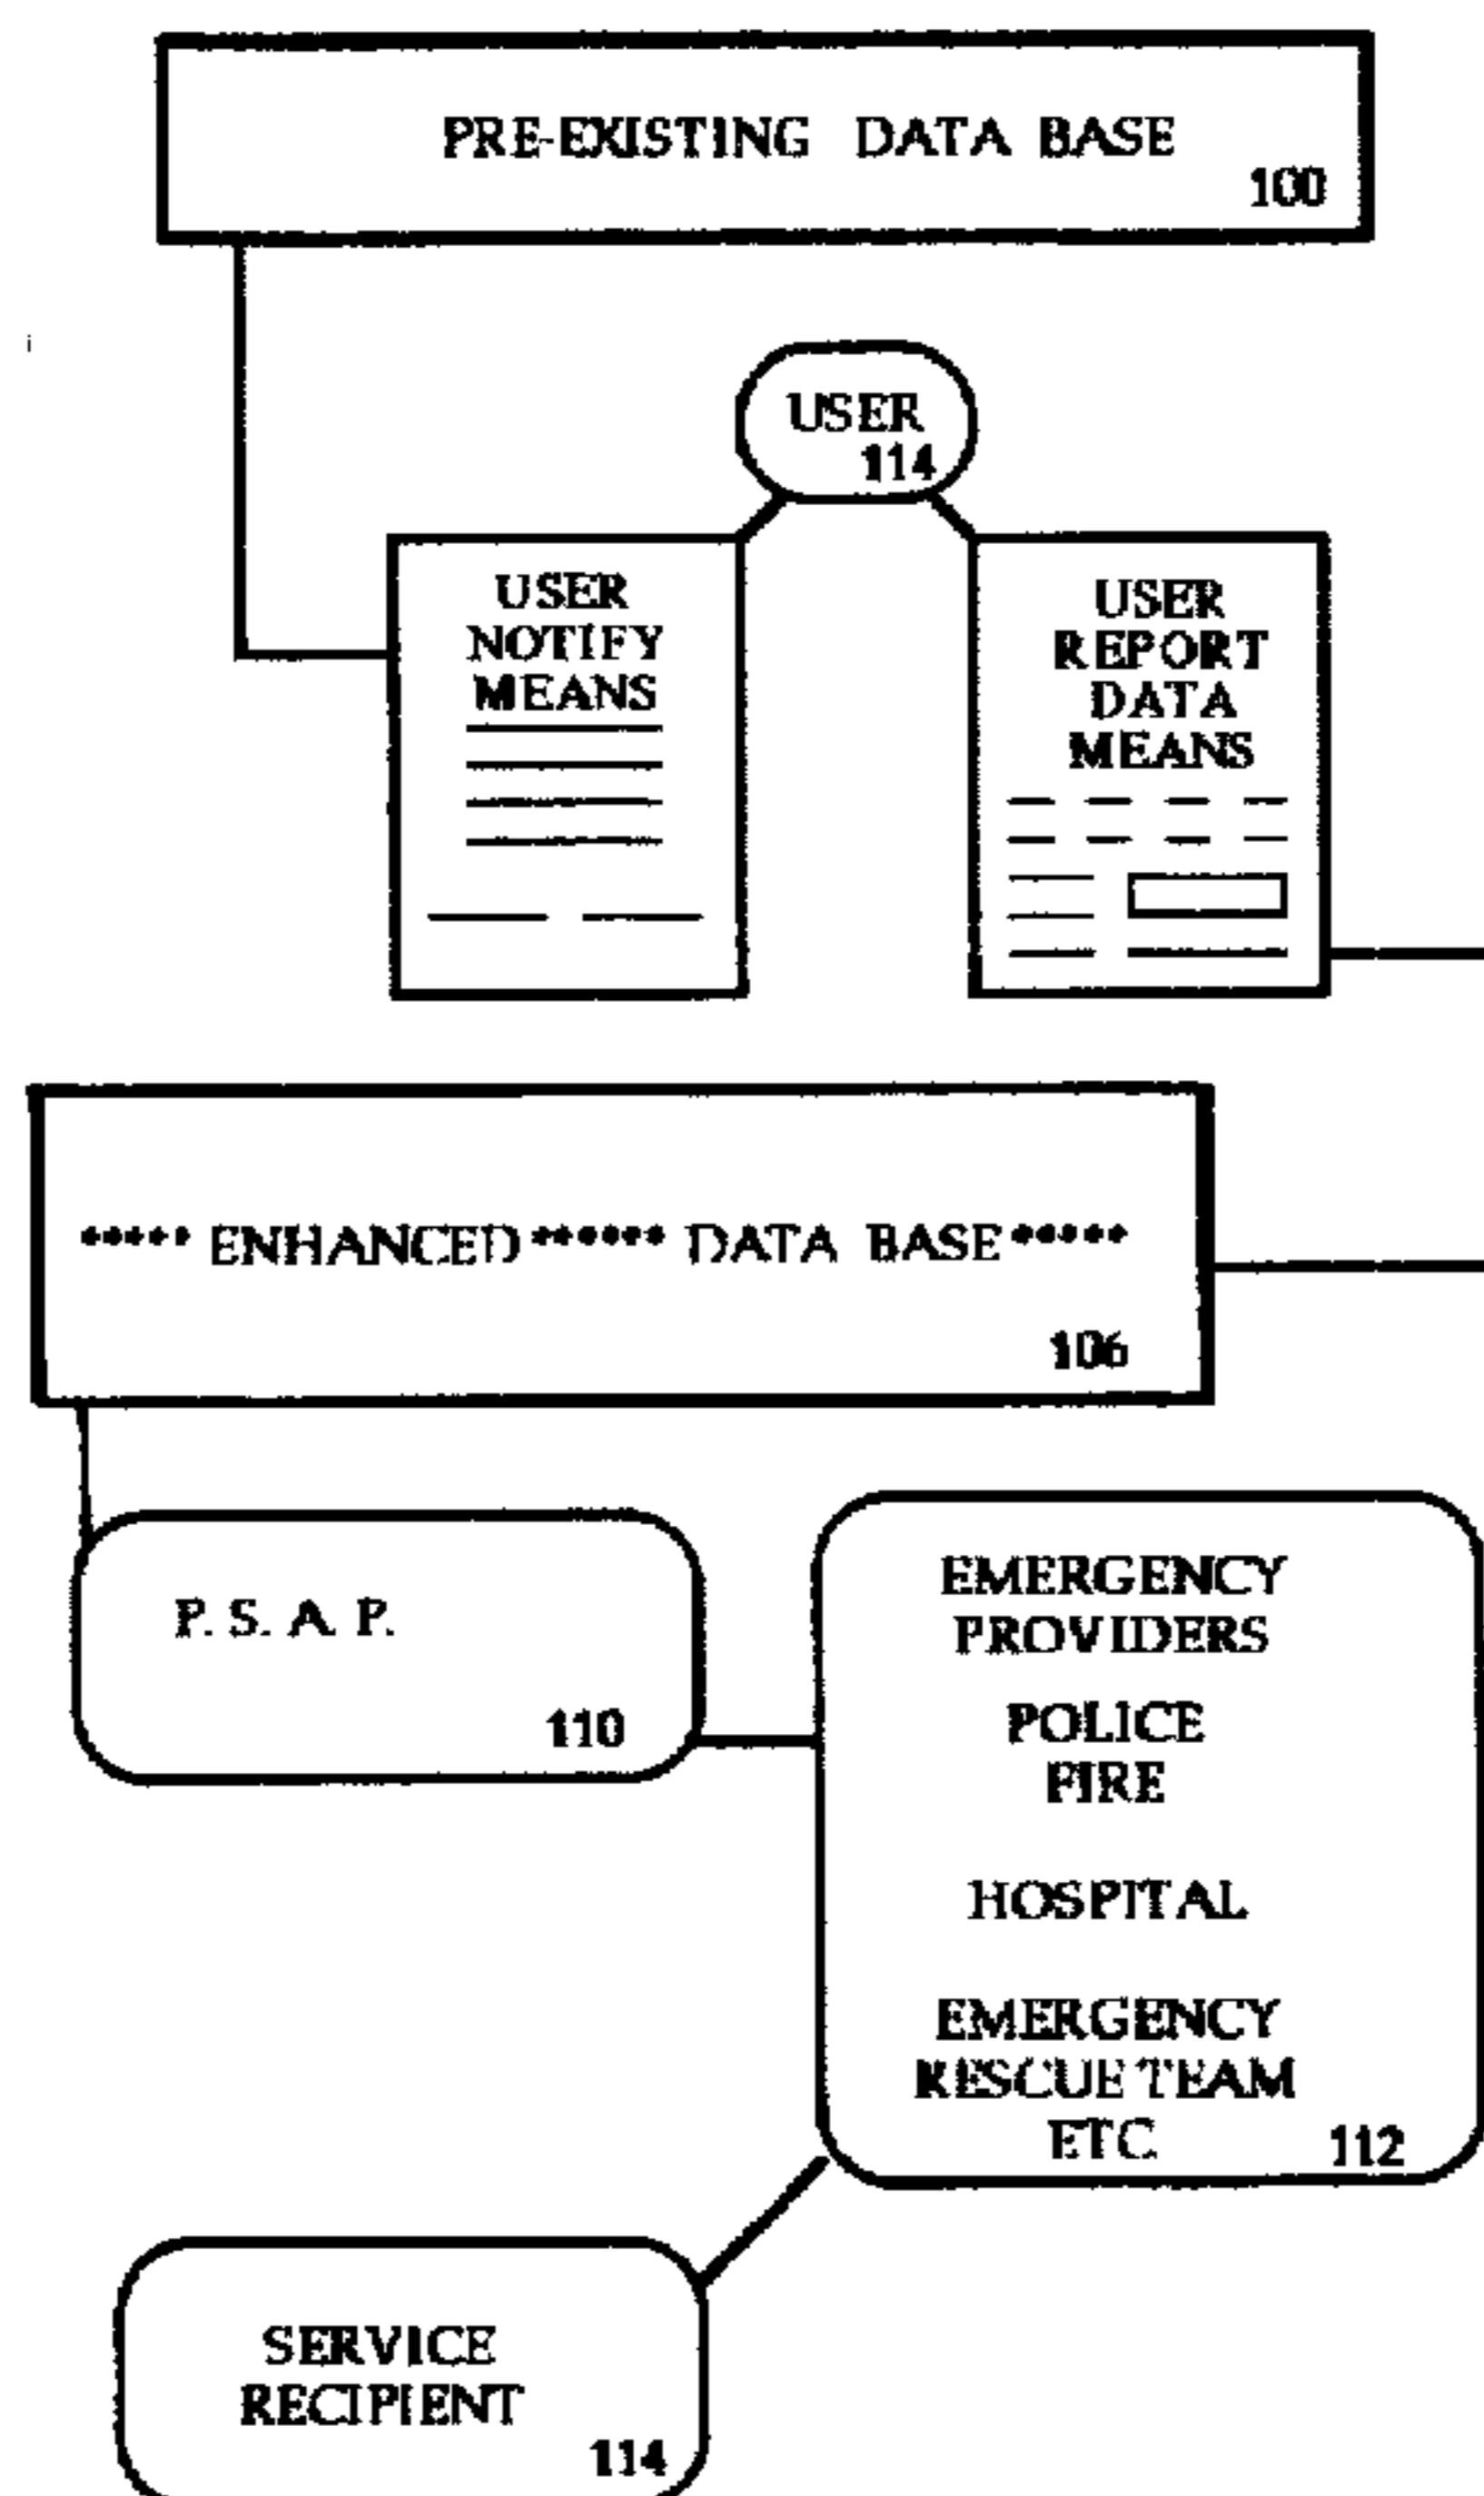 PRE-EXISTING DATA BASE
100
i
USER
114
USER
NOTIFY
MEANS
USER
REPORT
DATA
MEANS
***** ENHANCED ****** DATA BASE *****
106
P. S. A. P.
110
EMERGENCY
PROVIDERS
POLICE
FIRE
HOSPITAL
EMERGENCY
RESCUE TEAM
ETC
112
SERVICE
RECIPIENT
114